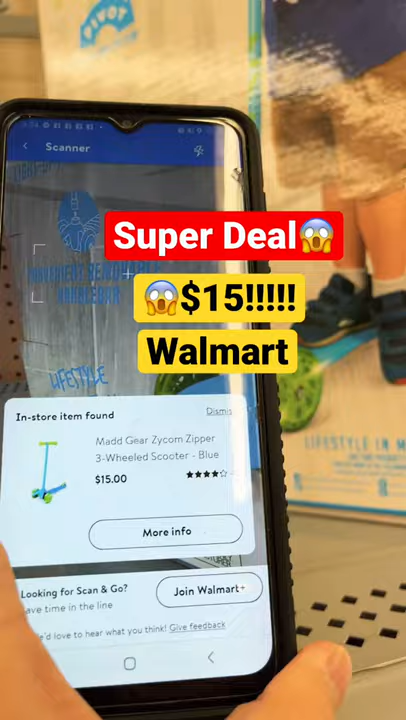 PIVOT
Scanner
Super Deal😱
😱$15!!!!!
Walmart
LIFESTYLE
In-store item found
Dismis
Madd Gear Zycom Zipper
3-Wheeled Scooter - Blue
$15.00
More info
LIFESTYLE IN M
Looking for Scan & Go?
ave time in the line
Join Walmart+
e'd love to hear what you think! Give feedback